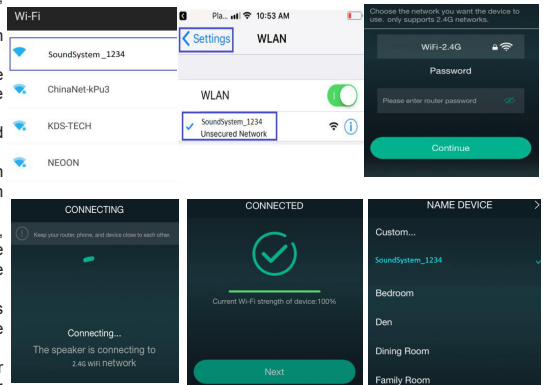 Wi-Fi
SoundSystem_1234
ChinaNet-kPu3
KDS-TECH
NEOON
Pla... 10:53 AM
Settings WLAN
WLAN
SoundSystem_1234
Unsecured Network
Choose the network you want the device to
use. only supports 2.4G networks.
WiFi-2.4G
Password
Please enter router password
Continue
CONNECTING
Keep your router, phone, and device close to each other.
Connecting...
The speaker is connecting to
2.4G WiFi network
CONNECTED
Current Wi-Fi strength of device:100%
Next
NAME DEVICE
Custom...
SoundSystem_1234
Bedroom
Den
Dining Room
Family Room